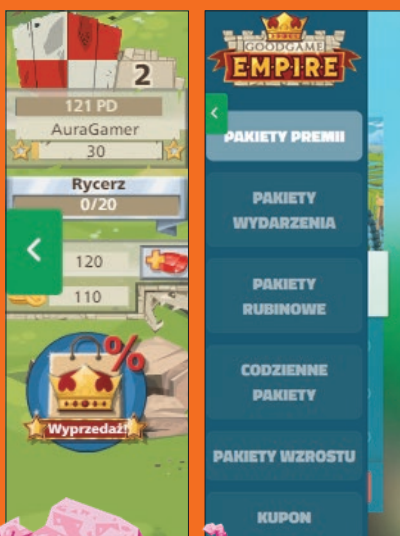 2
121 PD
AuraGamer
30
Rycerz
0/20
120
110
%
Wyprzedaż!
GOODGAME
EMPIRE
PAKIETY PREMII
PAKIETY
WYDARZENIA
PAKIETY
RUBINOWE
CODZIENNE
PAKIETY
PAKIETY WZROSTU
KUPON